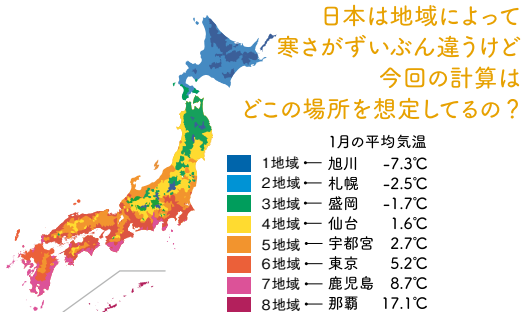 日本は地域によって
寒さがずいぶん違うけど
今回の計算は
どこの場所を想定してるの？
1月の平均気温
1地域 旭川 -7.3℃
2地域 札幌 -2.5℃
3地域 盛岡 -1.7℃
4地域 仙台 1.6℃
5地域 宇都宮 2.7℃
6地域 東京 5.2℃
7地域 鹿児島 8.7℃
8地域 那覇 17.1℃